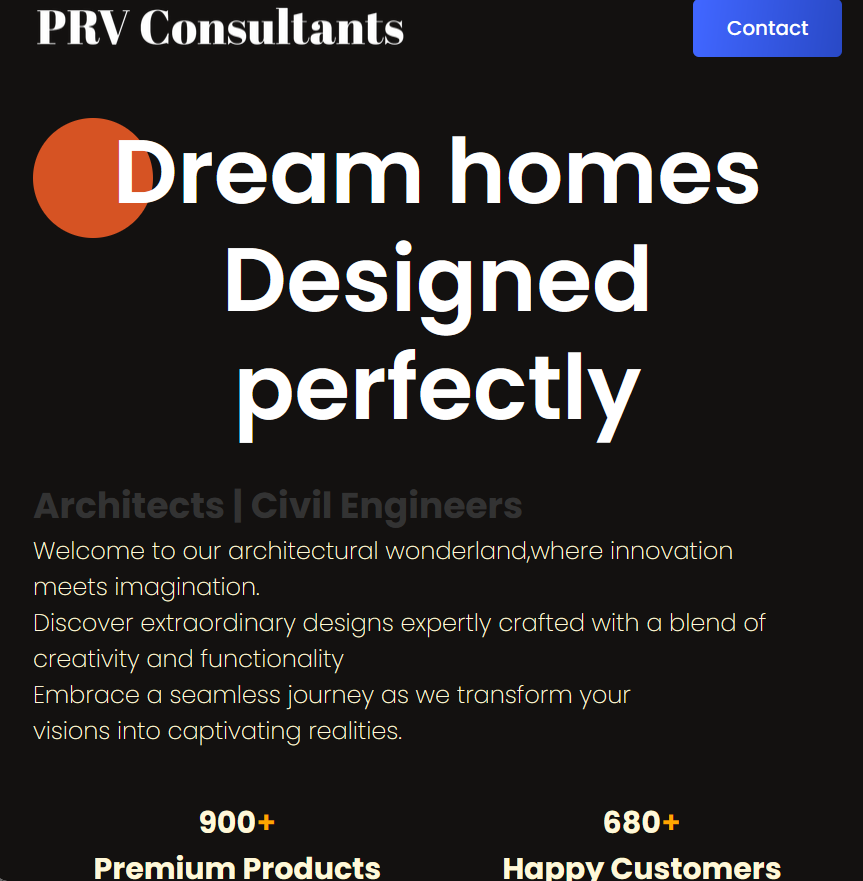 PRV Consultants
Contact
Dream homes
Designed
perfectly
Architects | Civil Engineers
Welcome to our architectural wonderland,where innovation
meets imagination.
Discover extraordinary designs expertly crafted with a blend of
creativity and functionality
Embrace a seamless journey as we transform your
visions into captivating realities.
900+
680+
Premium Products
Happy Customers